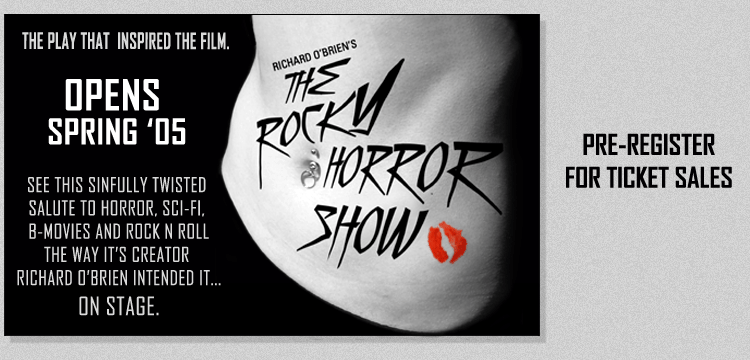 THE PLAY THAT INSPIRED THE FILM.
OPENS
SPRING ‘05
SEE THIS SINFULLY TWISTED
SALUTE TO HORROR, SCI-FI,
B-MOVIES AND ROCK N ROLL
THE WAY IT'S CREATOR
RICHARD O'BRIEN INTENDED IT...
ON STAGE.
RICHARD O'BRIEN'S
THE
ROCKY
HORROR
SHOW
PRE-REGISTER
FOR TICKET SALES